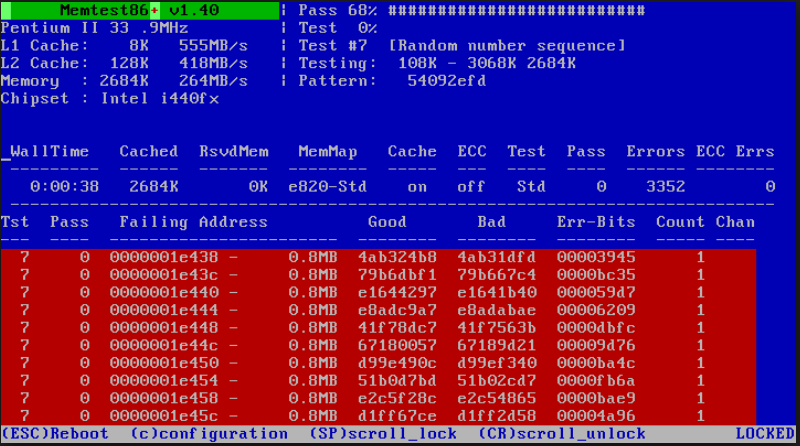 Memtest86+ v1.40 | Pass 68% ##########################
Pentium II 33 .9MHz | Test 0%
L1 Cache: 8K 555MB/s | Test #7 [Random number sequence]
L2 Cache: 128K 418MB/s | Testing: 108K - 3068K 2684K
Memory : 2684K 264MB/s | Pattern: 54092efd
Chipset : Intel i440fx
_WallTime Cached RsvdMem MemMap Cache ECC Test Pass Errors ECC Errs
0:00:38 2684K 0K e820-Std on off Std 0 3352 0
Tst Pass Failing Address Good Bad Err-Bits Count Chan
7 0 0000001e438 - 0.8MB 4ab324b8 4ab31dfd 00003945 1
7 0 0000001e43c - 0.8MB 79b6dbf1 79b667c4 0000bc35 1
7 0 0000001e440 - 0.8MB e1644297 e1641b40 000059d7 1
7 0 0000001e444 - 0.8MB e8adc9a7 e8adabae 00006209 1
7 0 0000001e448 - 0.8MB 41f78dc7 41f7563b 0000dbfc 1
7 0 0000001e44c - 0.8MB 67180057 67189d21 00009d76 1
7 0 0000001e450 - 0.8MB d99e490c d99ef340 0000ba4c 1
7 0 0000001e454 - 0.8MB 51b0d7bd 51b02cd7 0000fb6a 1
7 0 0000001e458 - 0.8MB e2c5f28c e2c54865 0000bae9 1
7 0 0000001e45c - 0.8MB d1ff67ce d1ff2d58 00004a96 1
(ESC)Reboot (c)configuration (SP)scroll_lock (CR)scroll_unlock LOCKED